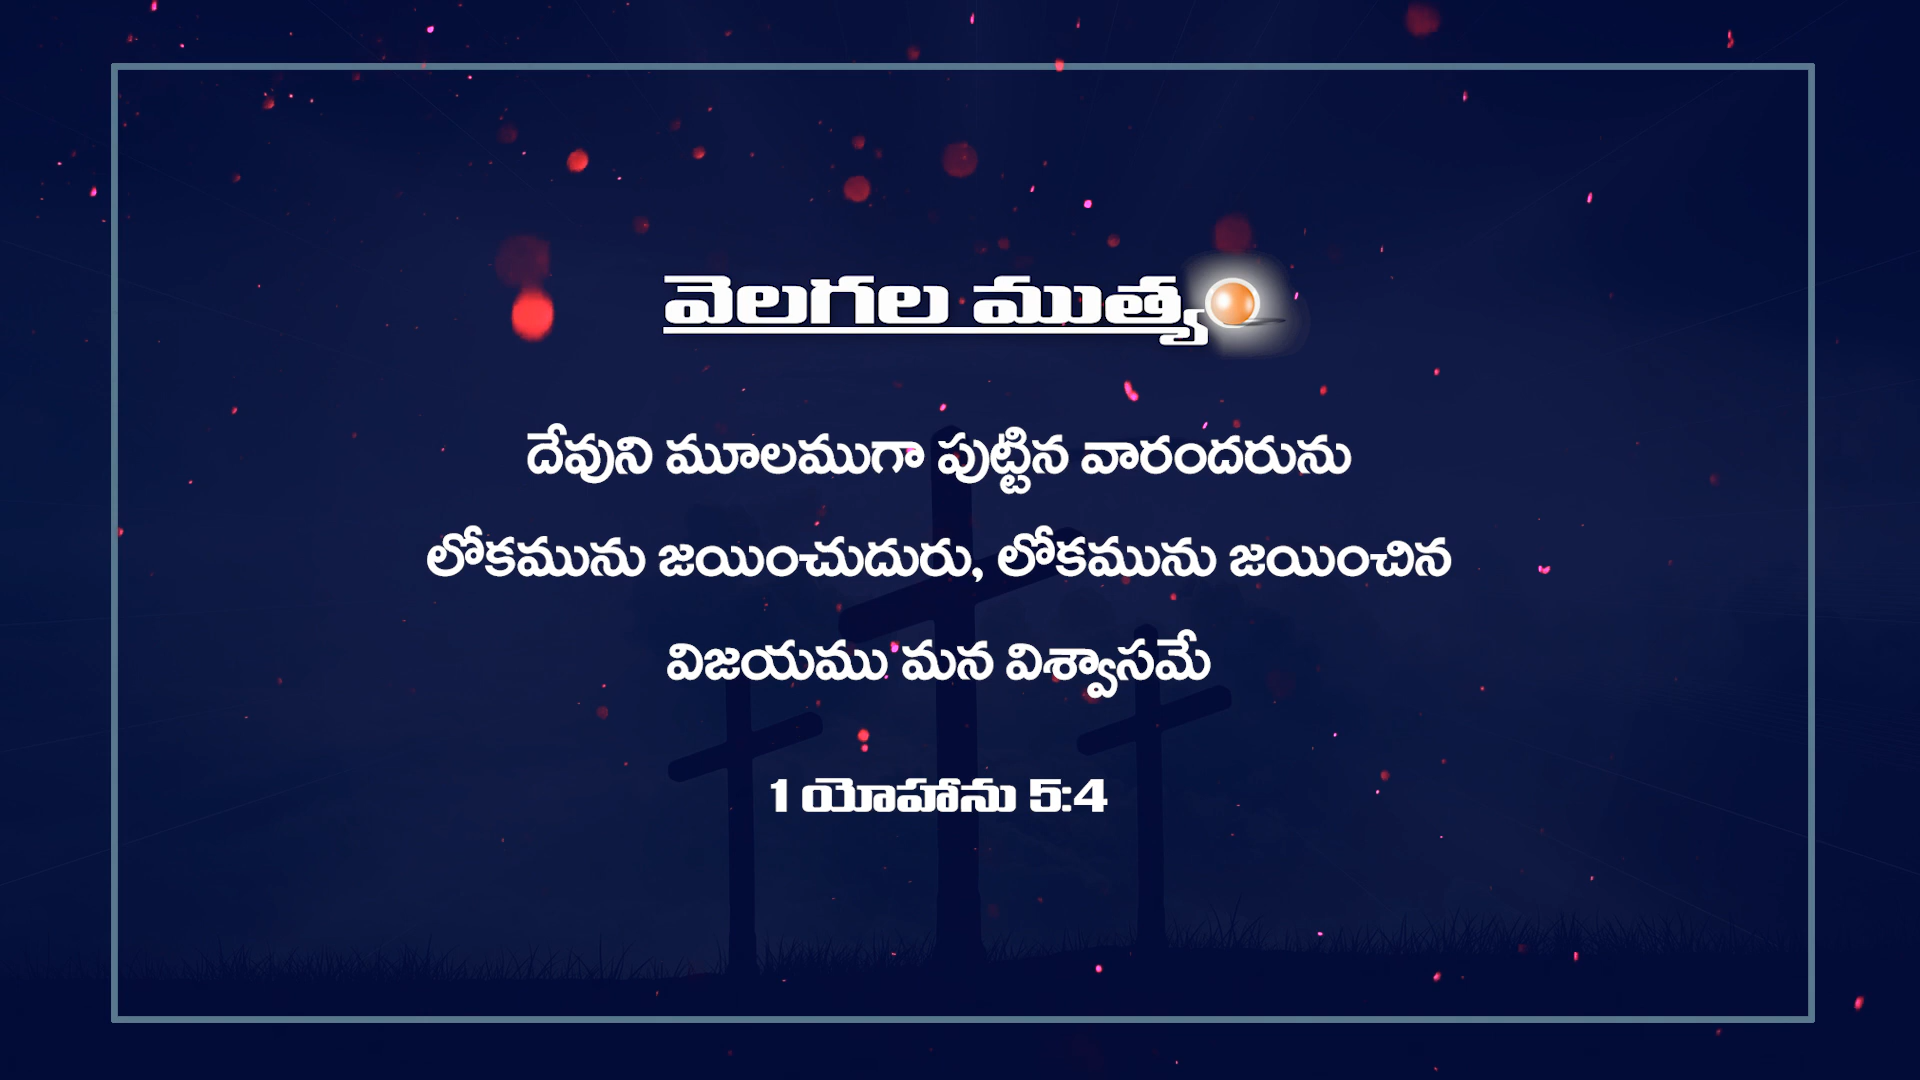 వెలగల ముత్యం
దేవుని మూలముగా పుట్టిన వారందరును
లోకమును జయించుదురు, లోకమును జయించిన
విజయము మన విశ్వాసమే
1 యోహాను 5:4